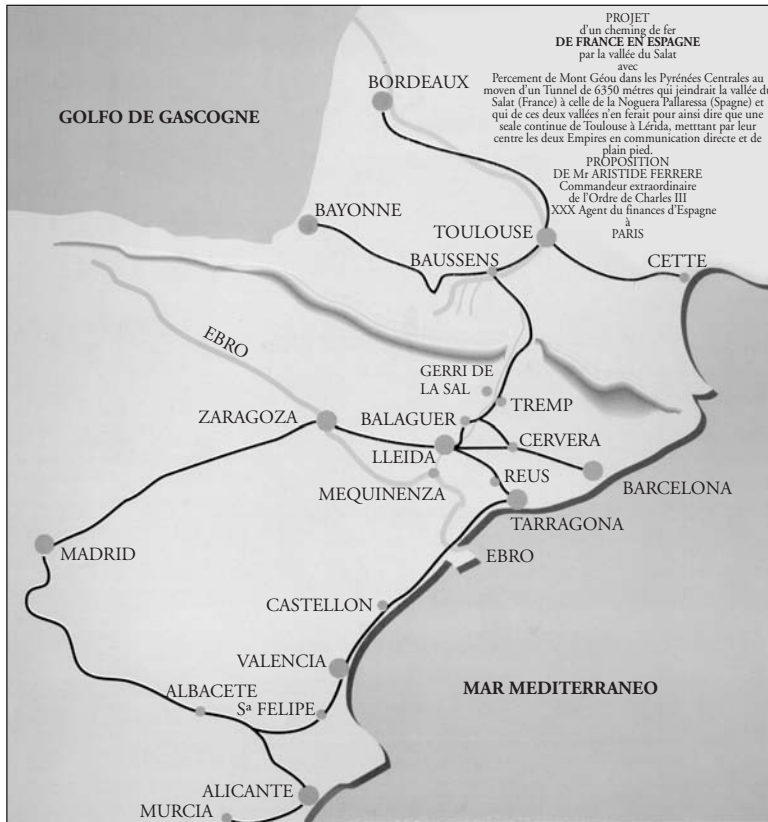 PROJET
d'un cheming de fer
DE FRANCE EN ESPAGNE
par la vallée du Salat
avec
Percement de Mont Géou dans les Pyrénées Centrales au
moyen d'un Tunnel de 6350 métres qui jeindrait la vallée du
Salat (France) à celle de la Noguera Pallaressa (Spagne) et
qui de ces deux vallées n'en ferait pour ainsi dire que une
seale continue de Toulouse à Lérida, metttant par leur
centre les deux Empires en communication directe et de
plain pied.
PROPOSITION
DE Mr ARISTIDE FERRERE
Commandeur extraordinaire
de l'Ordre de Charles III
XXX Agent du finances d'Espagne
à
PARIS
BORDEAUX
GOLFO DE GASCOGNE
BAYONNE
TOULOUSE
BAUSSENS
CETTE
EBRO
GERRI DE
LA SAL
TREMP
ZARAGOZA
BALAGUER
CERVERA
LLEIDA
REUS
MEQUINENZA
BARCELONA
TARRAGONA
MADRID
EBRO
CASTELLON
VALENCIA
MAR MEDITERRANEO
ALBACETE
Sª FELIPE
ALICANTE
MURCIA